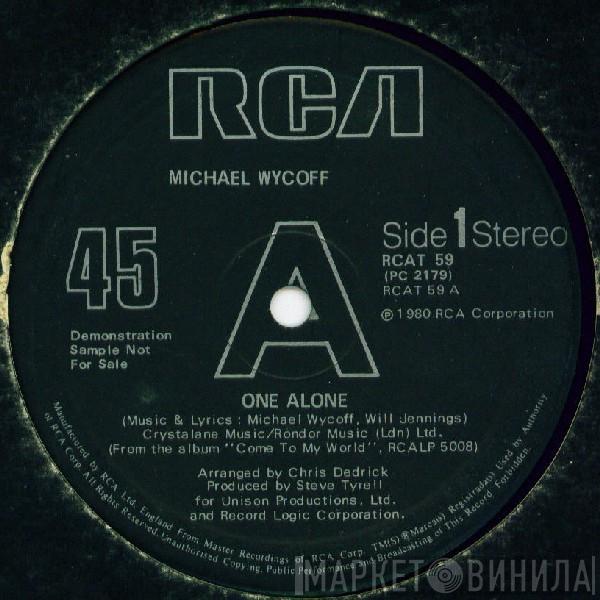 RCA
MICHAEL WYCOFF
45
A
Side 1 Stereo
RCAT 59
(PC 2179)
RCAT 59 A
℗ 1980 RCA Corporation
Demonstration
Sample Not
For Sale
ONE ALONE
(Music & Lyrics : Michael Wycoff, Will Jennings)
Crystalane Music/Rondor Music (Ldn) Ltd.
(From the album "Come To My World", RCALP 5008)
Arranged by Chris Dedrick
Produced by Steve Tyrell
for Unison Productions, Ltd.
and Record Logic Corporation.
Manufactured by RCA Ltd. England From Master Recordings of RCA Corp. TM(S)® Marca(s) Registrada(s) Used by Authority
of RCA Corp. All Rights Reserved. Unauthorised Copying, Public Performance and Broadcasting of This Record Forbidden.
МАРКЕТ ВИНИЛА